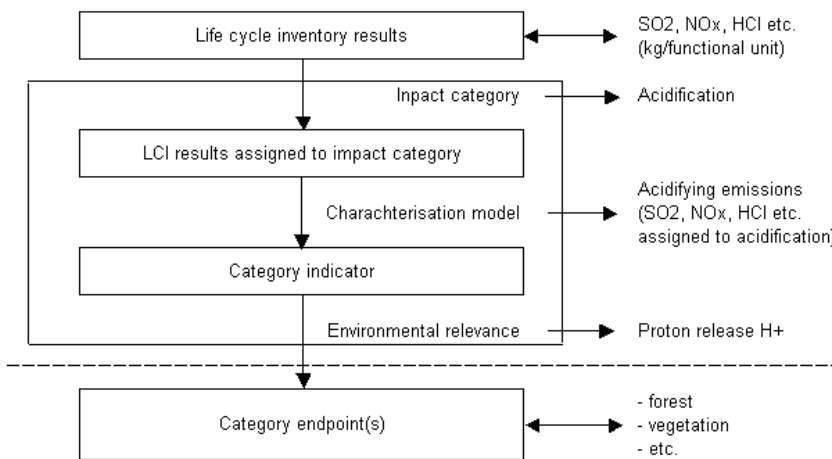 Life cycle inventory results
SO2, NOx, HCl etc.
(kg/functional unit)
Inpact category
Acidification
LCI results assigned to impact category
Charachterisation model
Acidifying emissions
(SO2, NOx, HCl etc.
assigned to acidification)
Category indicator
Environmental relevance
Proton release H+
Category endpoint(s)
- forest
- vegetation
- etc.